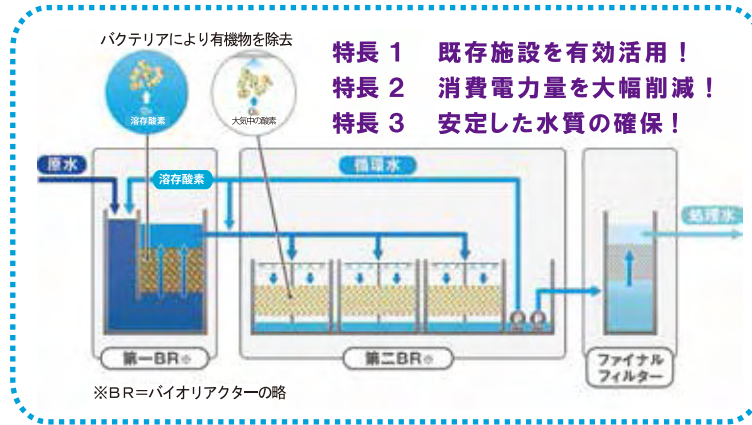 バクテリアにより有機物を除去
特長1 既存施設を有効活用！
特長2 消費電力量を大幅削減！
特長3 安定した水質の確保！
O₂
溶存酸素
O₂
大気中の酸素
原水
溶存酸素
循環水
処理水
第一BR※
第二BR※
ファイナル
フィルター
※BR=バイオリアクターの略